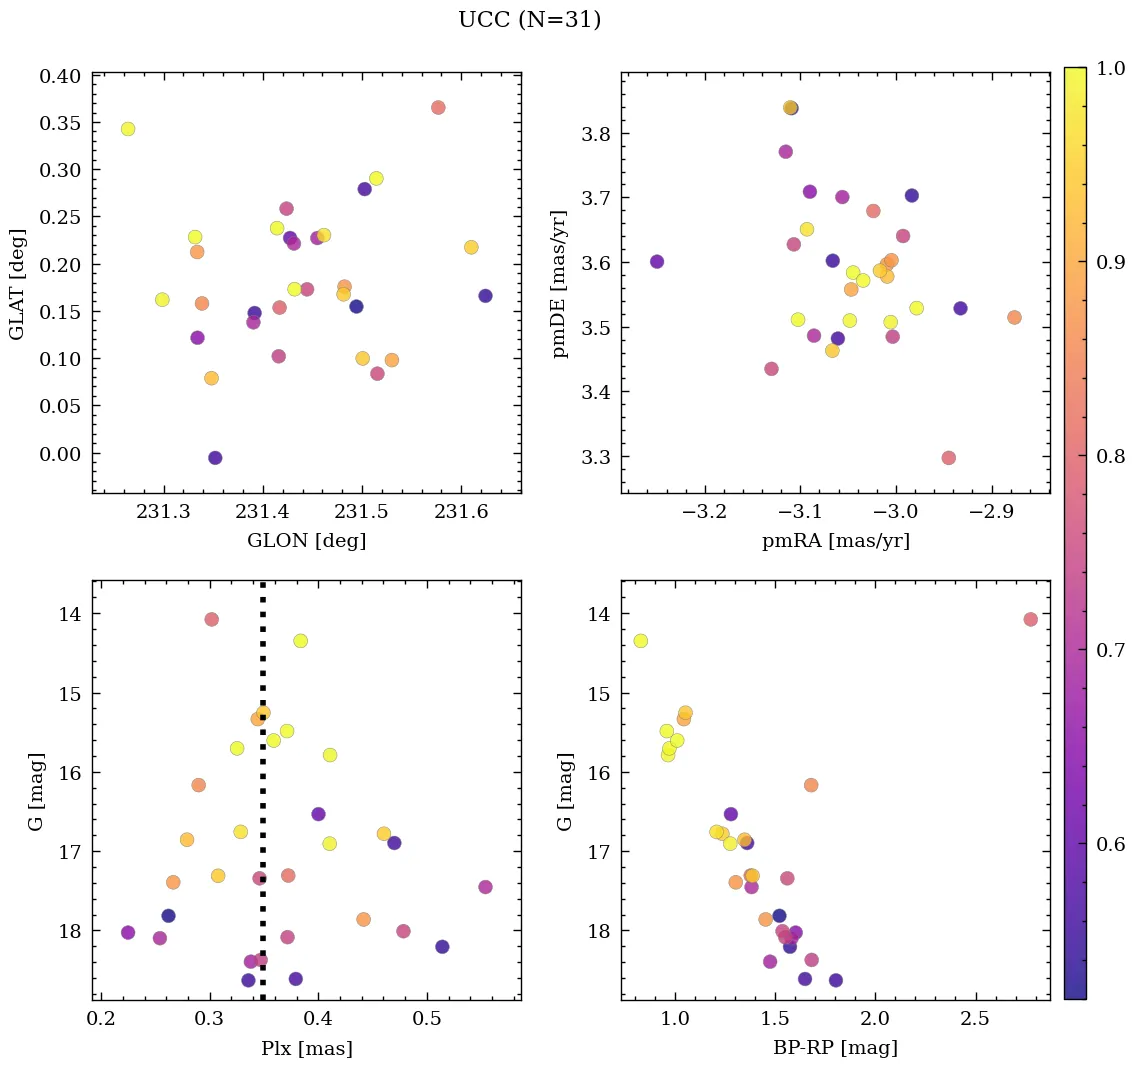 UCC (N=31)
0.40
0.35
0.30
0.25
0.20
0.15
0.10
0.05
0.00
GLAT [deg]
231.3 231.4 231.5 231.6
GLON [deg]
3.8
3.7
3.6
3.5
3.4
3.3
pmDE [mas/yr]
−3.2 −3.1 −3.0 −2.9
pmRA [mas/yr]
1.0
0.9
0.8
0.7
0.6
14
15
16
17
18
G [mag]
0.2 0.3 0.4 0.5
Plx [mas]
14
15
16
17
18
G [mag]
1.0 1.5 2.0 2.5
BP-RP [mag]